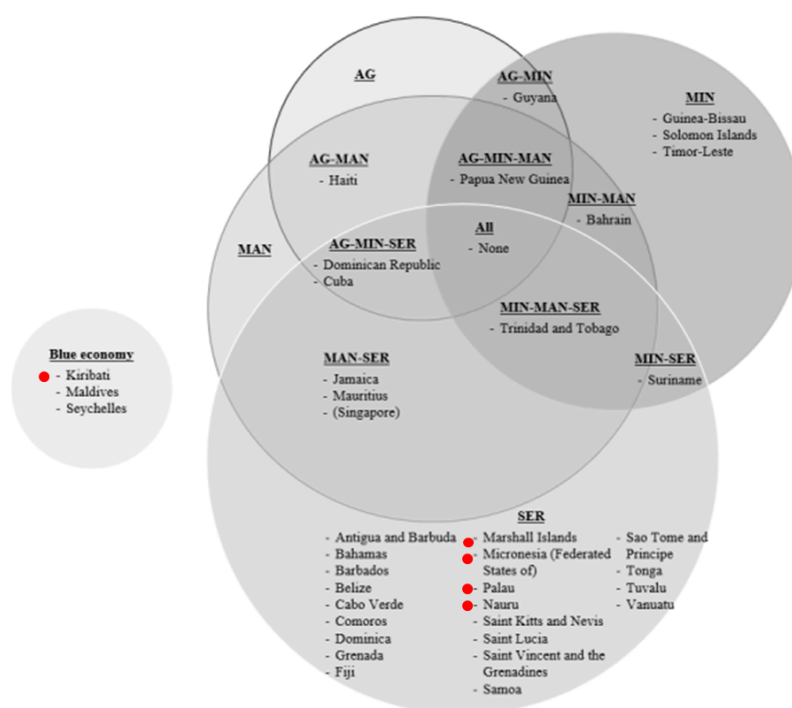 AG
AG-MIN
- Guyana
MIN
- Guinea-Bissau
- Solomon Islands
- Timor-Leste
AG-MAN
- Haiti
AG-MIN-MAN
- Papua New Guinea
MIN-MAN
- Bahrain
MAN
AG-MIN-SER
- Dominican Republic
- Cuba
All
- None
MIN-MAN-SER
- Trinidad and Tobago
Blue economy
- Kiribati
- Maldives
- Seychelles
MAN-SER
- Jamaica
- Mauritius
- (Singapore)
MIN-SER
- Suriname
SER
- Antigua and Barbuda
- Bahamas
- Barbados
- Belize
- Cabo Verde
- Comoros
- Dominica
- Grenada
- Fiji
- Marshall Islands
- Micronesia (Federated
States of)
- Palau
- Nauru
- Saint Kitts and Nevis
- Saint Lucia
- Saint Vincent and the
Grenadines
- Samoa
- Sao Tome and
Principe
- Tonga
- Tuvalu
- Vanuatu